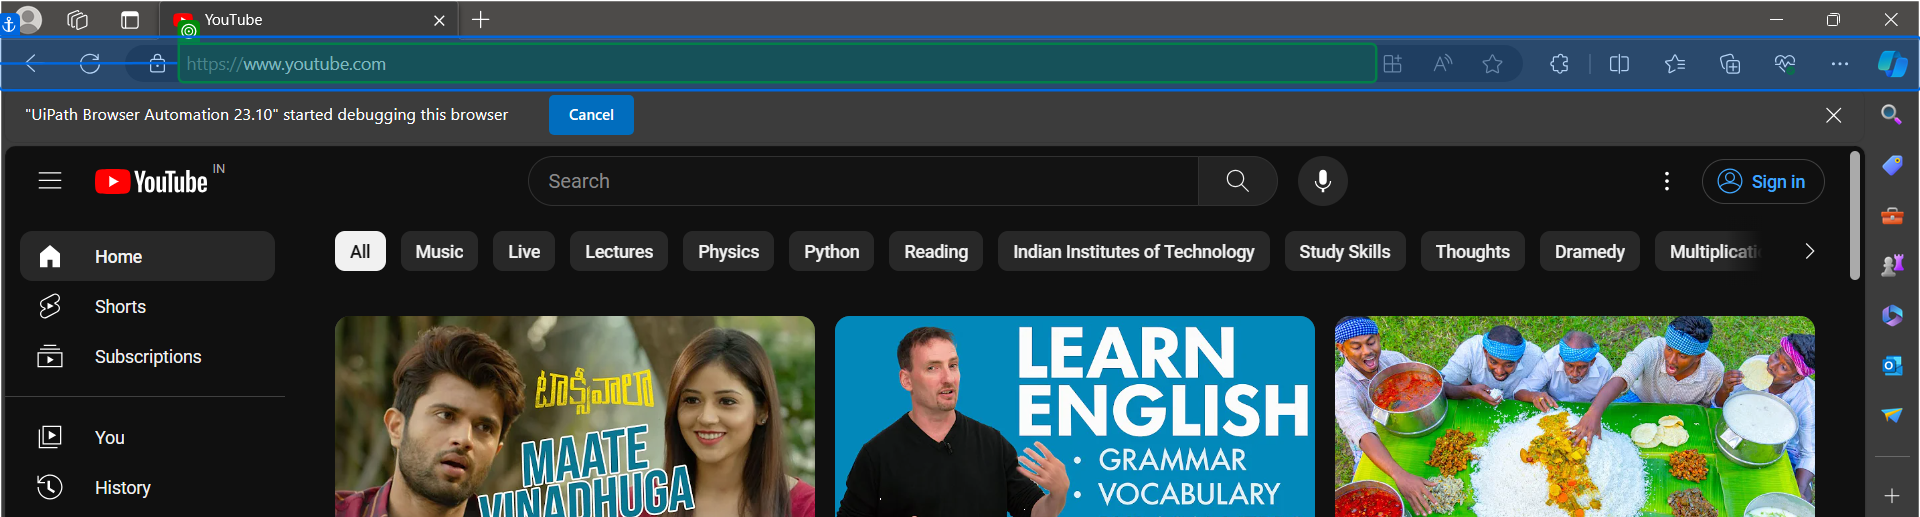 YouTube
https://www.youtube.com
"UiPath Browser Automation 23.10" started debugging this browser
Cancel
YouTube IN
Search
Sign in
All
Music
Live
Lectures
Physics
Python
Reading
Indian Institutes of Technology
Study Skills
Thoughts
Dramedy
Multiplicati
Home
Shorts
Subscriptions
You
History
టాక్సీవాలా
MAATE
VINADHUGA
LEARN
ENGLISH
• GRAMMAR
• VOCABULARY